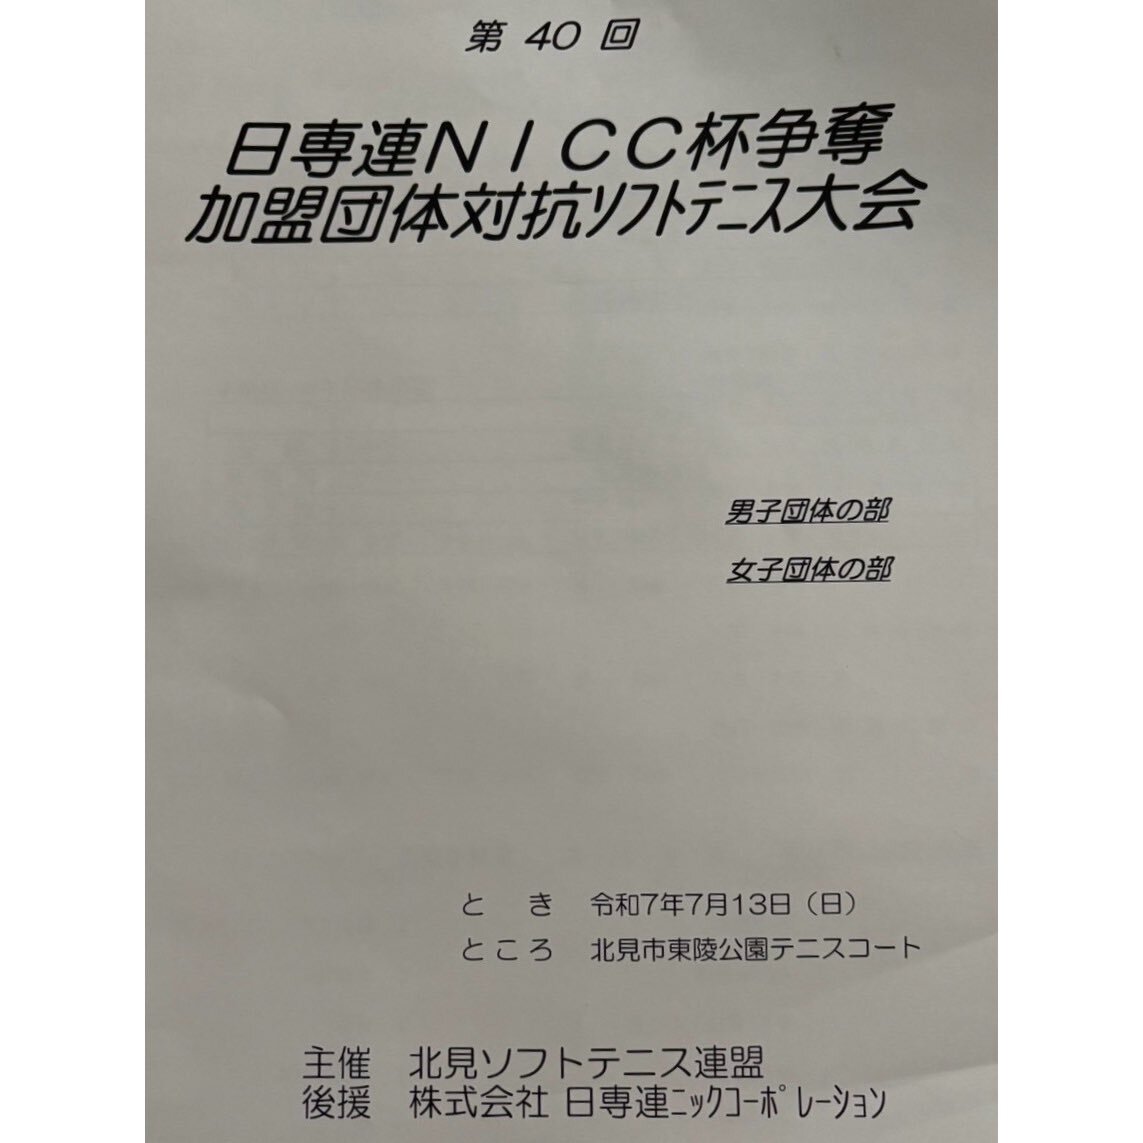 第 40 回
日専連ＮＩＣＣ杯争奪
加盟団体対抗ｿﾌﾄﾃﾆｽ大会
男子団体の部
女子団体の部
と　き　令和7年7月13日（日）
ところ　北見市東陵公園テニスコート
主催　北見ソフトテニス連盟
後援　株式会社 日専連ﾆｯｸｺｰﾎﾟﾚｰｼｮﾝ